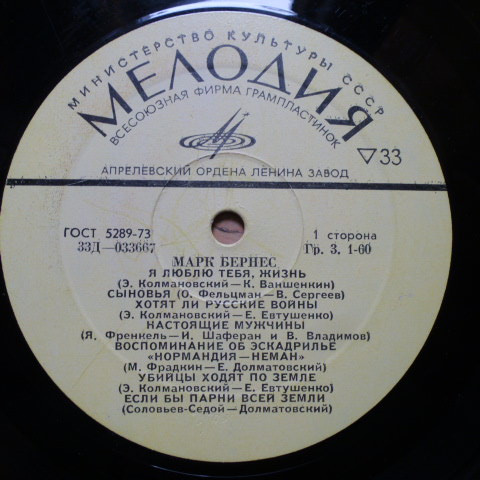 МИНИСТЕРСТВО КУЛЬТУРЫ СССР
МЕЛОДИЯ
ВСЕСОЮЗНАЯ ФИРМА ГРАМПЛАСТИНОК
▽33
АПРЕЛЕВСКИЙ ОРДЕНА ЛЕНИНА ЗАВОД
ГОСТ 5289-73
33Д—033667
1 сторона
Гр. 3. 1-60
МАРК БЕРНЕС
Я ЛЮБЛЮ ТЕБЯ, ЖИЗНЬ
(Э. Колмановский—К. Ваншенкин)
СЫНОВЬЯ (О. Фельцман—В. Сергеев)
ХОТЯТ ЛИ РУССКИЕ ВОЙНЫ
(Э. Колмановский—Е. Евтушенко)
НАСТОЯЩИЕ МУЖЧИНЫ
(Я. Френкель—И. Шаферан и В. Владимов)
ВОСПОМИНАНИЕ ОБ ЭСКАДРИЛЬЕ
«НОРМАНДИЯ—НЕМАН»
(М. Фрадкин—Е. Долматовский)
УБИЙЦЫ ХОДЯТ ПО ЗЕМЛЕ
(Э. Колмановский—Е. Евтушенко)
ЕСЛИ БЫ ПАРНИ ВСЕЙ ЗЕМЛИ
(Соловьев-Седой—Долматовский)